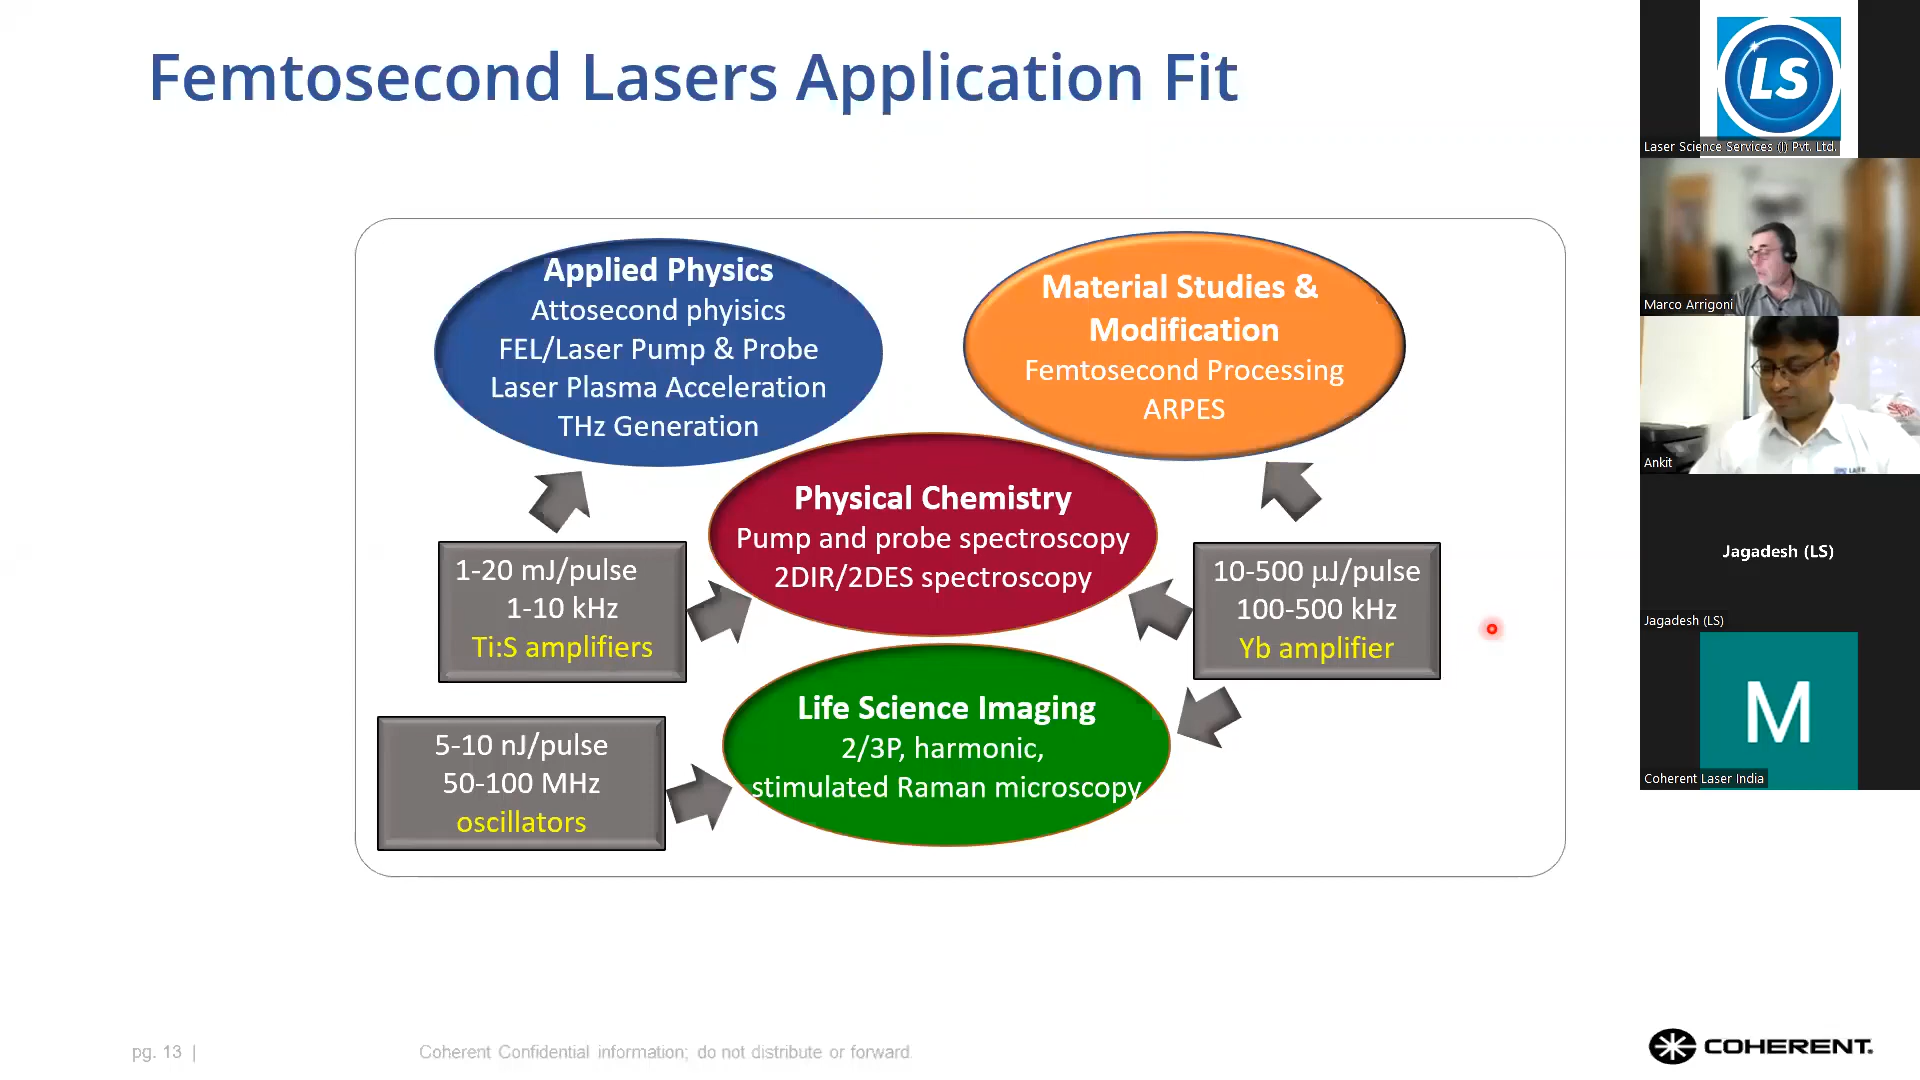 Femtosecond Lasers Application Fit
Applied Physics
Attosecond phyisics
FEL/Laser Pump & Probe
Laser Plasma Acceleration
THz Generation
Material Studies &
Modification
Femtosecond Processing
ARPES
Physical Chemistry
Pump and probe spectroscopy
2DIR/2DES spectroscopy
1-20 mJ/pulse
1-10 kHz
Ti:S amplifiers
10-500 µJ/pulse
100-500 kHz
Yb amplifier
Life Science Imaging
2/3P, harmonic,
stimulated Raman microscopy
5-10 nJ/pulse
50-100 MHz
oscillators
pg. 13 |
Coherent Confidential information; do not distribute or forward.
COHERENT.
LS
Laser Science Services (I) Pvt. Ltd.
Marco Arrigoni
Ankit
Jagadesh (LS)
Jagadesh (LS)
M
Coherent Laser India